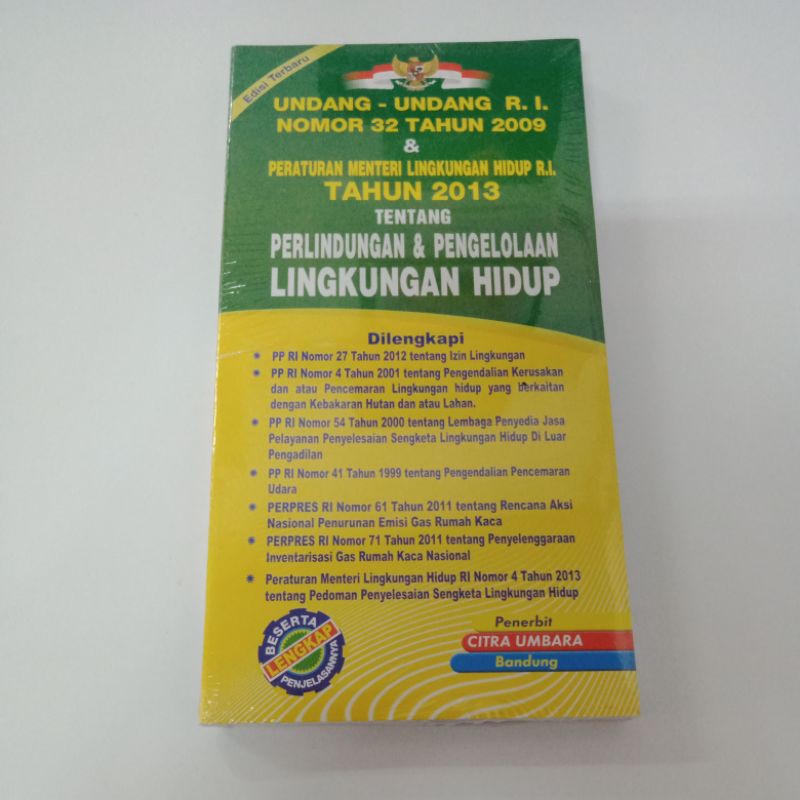 Edisi Terbaru
UNDANG - UNDANG R. I.
NOMOR 32 TAHUN 2009
&
PERATURAN MENTERI LINGKUNGAN HIDUP R.I.
TAHUN 2013
TENTANG
PERLINDUNGAN & PENGELOLAAN
LINGKUNGAN HIDUP
Dilengkapi
PP RI Nomor 27 Tahun 2012 tentang Izin Lingkungan
PP RI Nomor 4 Tahun 2001 tentang Pengendalian Kerusakan
dan atau Pencemaran Lingkungan hidup yang berkaitan
dengan Kebakaran Hutan dan atau Lahan.
PP RI Nomor 54 Tahun 2000 tentang Lembaga Penyedia Jasa
Pelayanan Penyelesaian Sengketa Lingkungan Hidup Di Luar
Pengadilan
PP RI Nomor 41 Tahun 1999 tentang Pengendalian Pencemaran
Udara
PERPRES RI Nomor 61 Tahun 2011 tentang Rencana Aksi
Nasional Penurunan Emisi Gas Rumah Kaca
PERPRES RI Nomor 71 Tahun 2011 tentang Penyelenggaraan
Inventarisasi Gas Rumah Kaca Nasional
Peraturan Menteri Lingkungan Hidup RI Nomor 4 Tahun 2013
tentang Pedoman Penyelesaian Sengketa Lingkungan Hidup
BESERTA
LENGKAP
PENJELASANNYA
Penerbit
CITRA UMBARA
Bandung